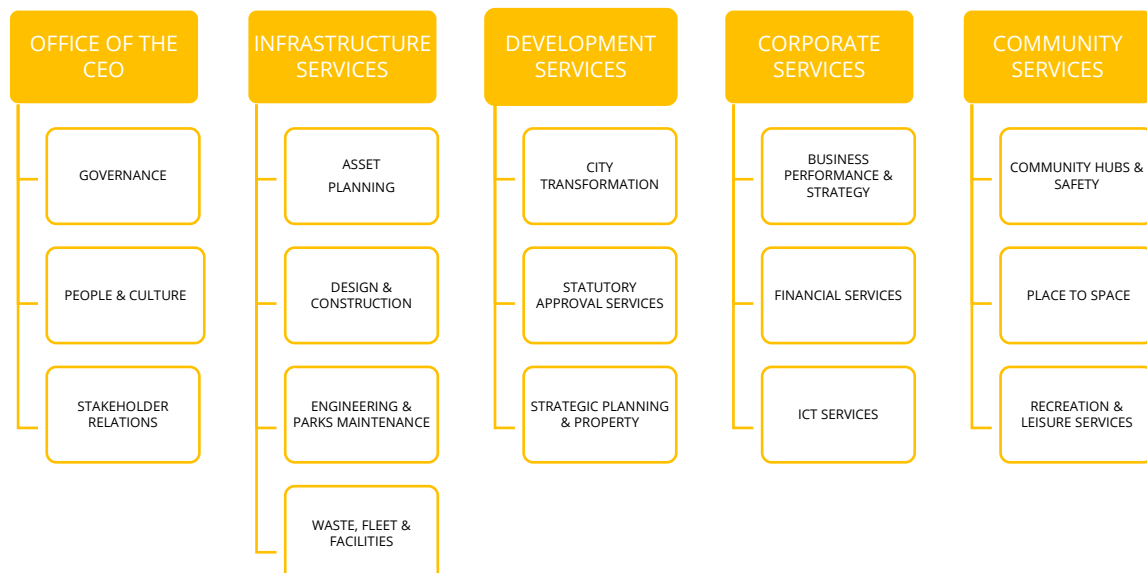 OFFICE OF THE
CEO
GOVERNANCE
PEOPLE & CULTURE
STAKEHOLDER
RELATIONS
INFRASTRUCTURE
SERVICES
ASSET
PLANNING
DESIGN &
CONSTRUCTION
ENGINEERING &
PARKS MAINTENANCE
WASTE, FLEET &
FACILITIES
DEVELOPMENT
SERVICES
CITY
TRANSFORMATION
STATUTORY
APPROVAL SERVICES
STRATEGIC PLANNING
& PROPERTY
CORPORATE
SERVICES
BUSINESS
PERFORMANCE &
STRATEGY
FINANCIAL SERVICES
ICT SERVICES
COMMUNITY
SERVICES
COMMUNITY HUBS &
SAFETY
PLACE TO SPACE
RECREATION &
LEISURE SERVICES